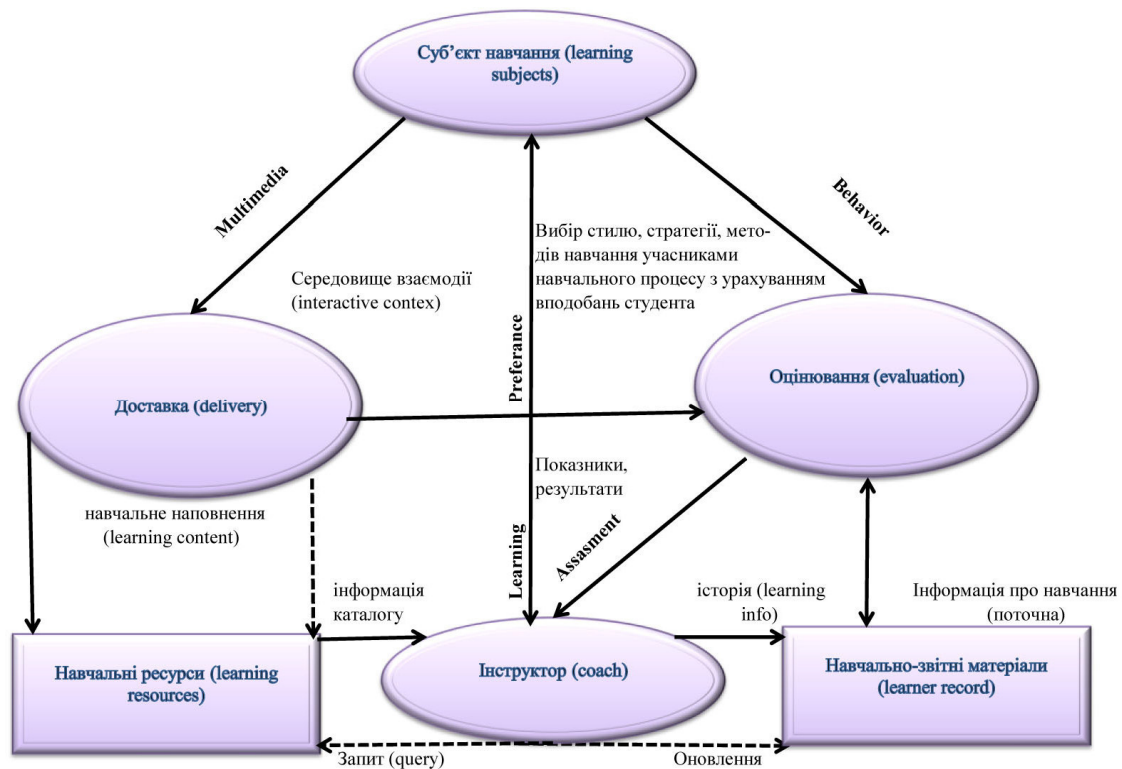 Суб’єкт навчання (learning
subjects)
Multimedia
Behavior
Вибір стилю, стратегії, мето-
дів навчання учасниками
навчального процесу з урахуванням
вподобань студента
Середовище взаємодії
(interactive contex)
Preferance
Доставка (delivery)
Оцінювання (evaluation)
Показники,
результати
навчальне наповнення
(learning content)
Learning
Assasment
інформація
каталогу
історія (learning
info)
Інформація про навчання
(поточна)
Навчальні ресурси (learning
resources)
Інструктор (coach)
Навчально-звітні матеріали
(learner record)
Запит (query)
Оновлення